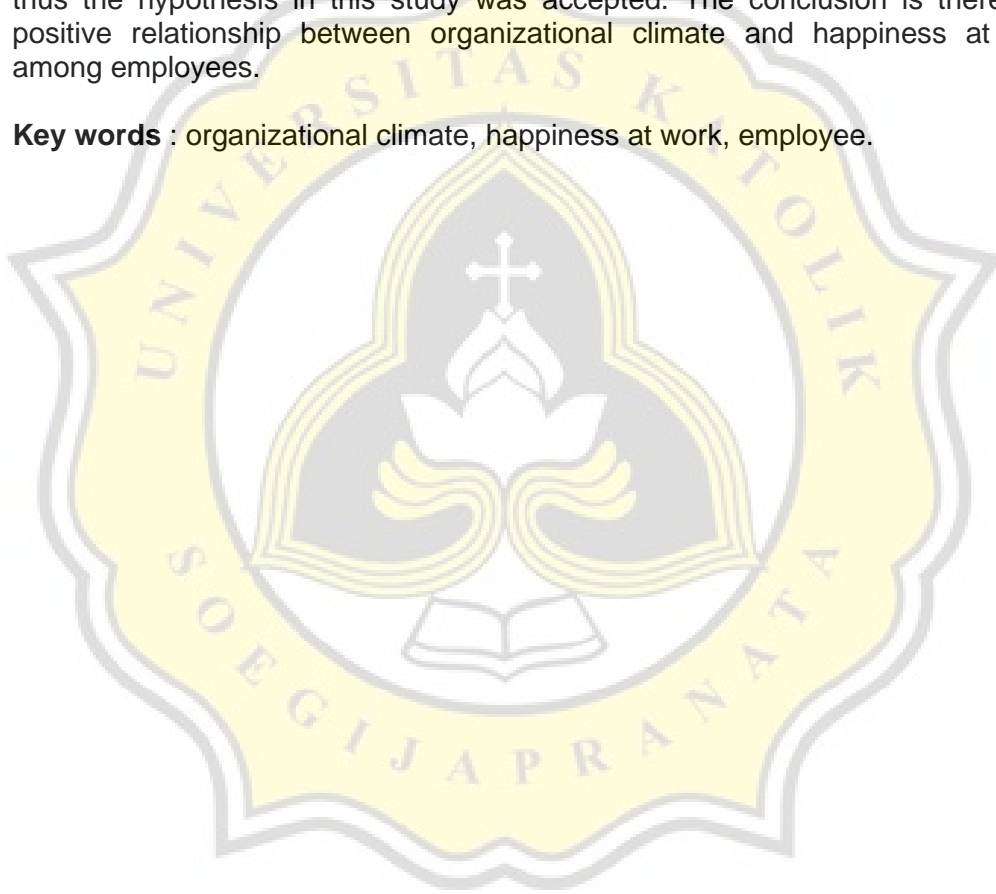 thus the hypothesis in this study was accepted. The conclusion is there
positive relationship between organizational climate and happiness at
among employees.
Key words : organizational climate, happiness at work, employee.
UNIVERSITAS KATOLIK
SOEGIJAPRANATA